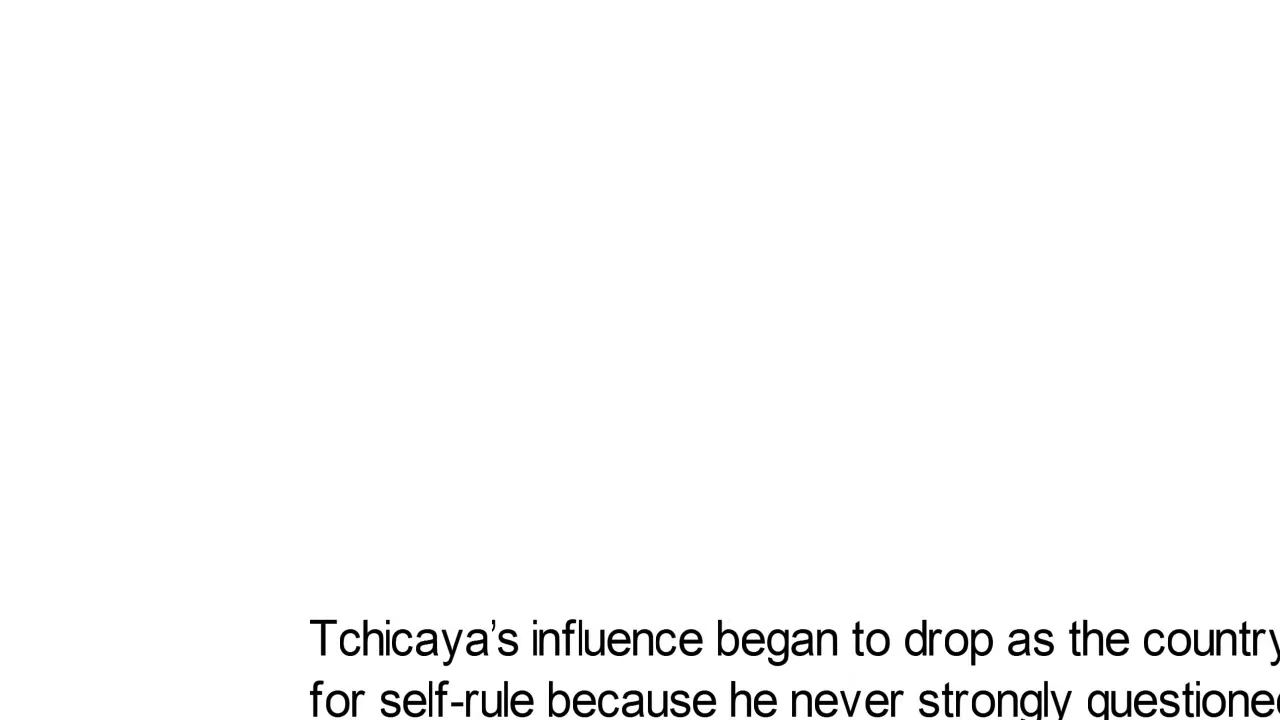 Tchicaya’s influence began to drop as the country
for self-rule because he never strongly questioned